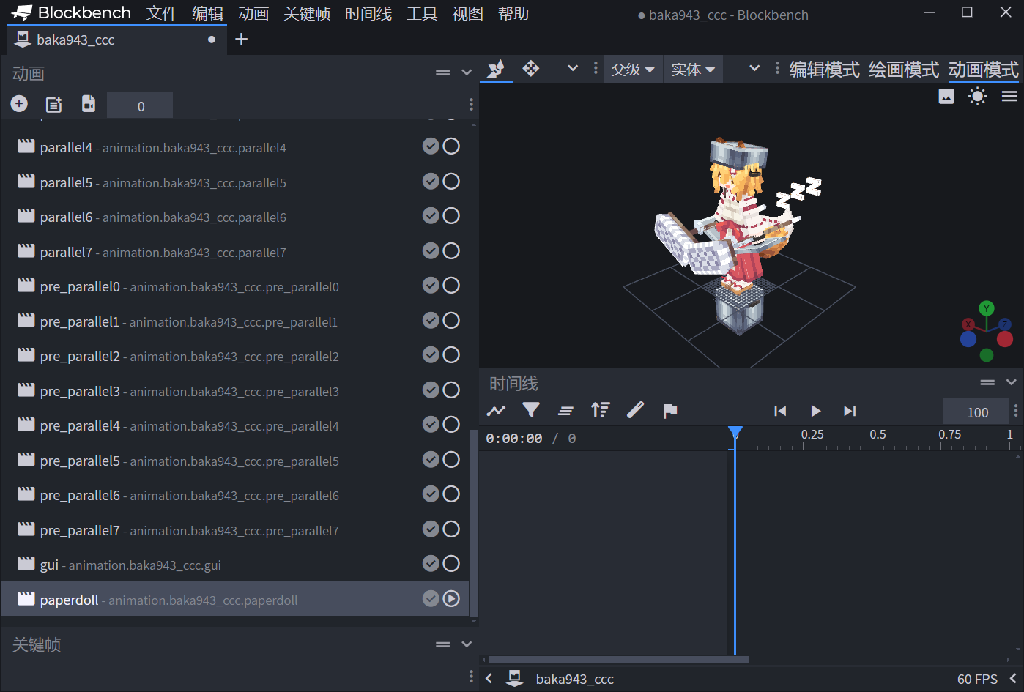 Blockbench 文件 编辑 动画 关键帧 时间线 工具 视图 帮助
● baka943_ccc - Blockbench
baka943_ccc
动画
0
父级 实体 编辑模式 绘画模式 动画模式
parallel4 - animation.baka943_ccc.parallel4
parallel5 - animation.baka943_ccc.parallel5
parallel6 - animation.baka943_ccc.parallel6
parallel7 - animation.baka943_ccc.parallel7
pre_parallel0 - animation.baka943_ccc.pre_parallel0
pre_parallel1 - animation.baka943_ccc.pre_parallel1
pre_parallel2 - animation.baka943_ccc.pre_parallel2
pre_parallel3 - animation.baka943_ccc.pre_parallel3
pre_parallel4 - animation.baka943_ccc.pre_parallel4
pre_parallel5 - animation.baka943_ccc.pre_parallel5
pre_parallel6 - animation.baka943_ccc.pre_parallel6
pre_parallel7 - animation.baka943_ccc.pre_parallel7
gui - animation.baka943_ccc.gui
paperdoll - animation.baka943_ccc.paperdoll
关键帧
ZZZ
Y
X
Z
时间线
100
0:00:00 / 0
0 0.25 0.5 0.75 1
baka943_ccc
60 FPS